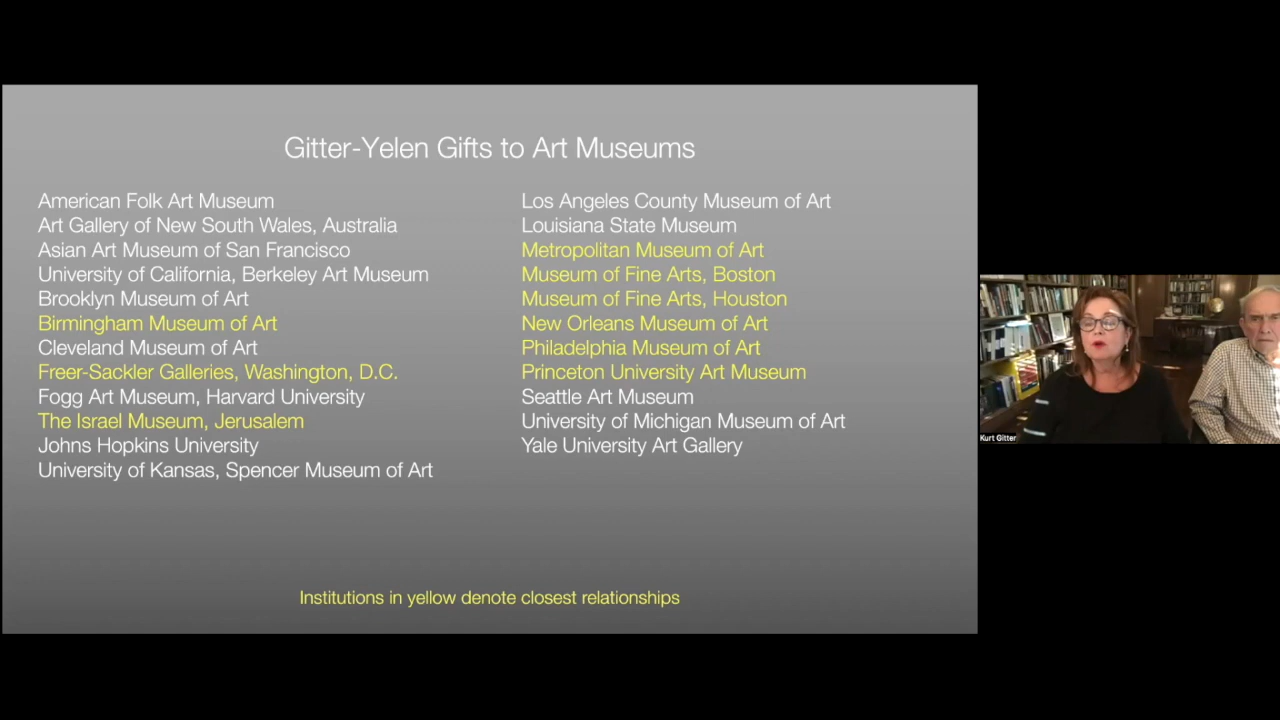 Gitter-Yelen Gifts to Art Museums
American Folk Art Museum
Art Gallery of New South Wales, Australia
Asian Art Museum of San Francisco
University of California, Berkeley Art Museum
Brooklyn Museum of Art
Birmingham Museum of Art
Cleveland Museum of Art
Freer-Sackler Galleries, Washington, D.C.
Fogg Art Museum, Harvard University
The Israel Museum, Jerusalem
Johns Hopkins University
University of Kansas, Spencer Museum of Art
Los Angeles County Museum of Art
Louisiana State Museum
Metropolitan Museum of Art
Museum of Fine Arts, Boston
Museum of Fine Arts, Houston
New Orleans Museum of Art
Philadelphia Museum of Art
Princeton University Art Museum
Seattle Art Museum
University of Michigan Museum of Art
Yale University Art Gallery
Institutions in yellow denote closest relationships
Kurt Gitter